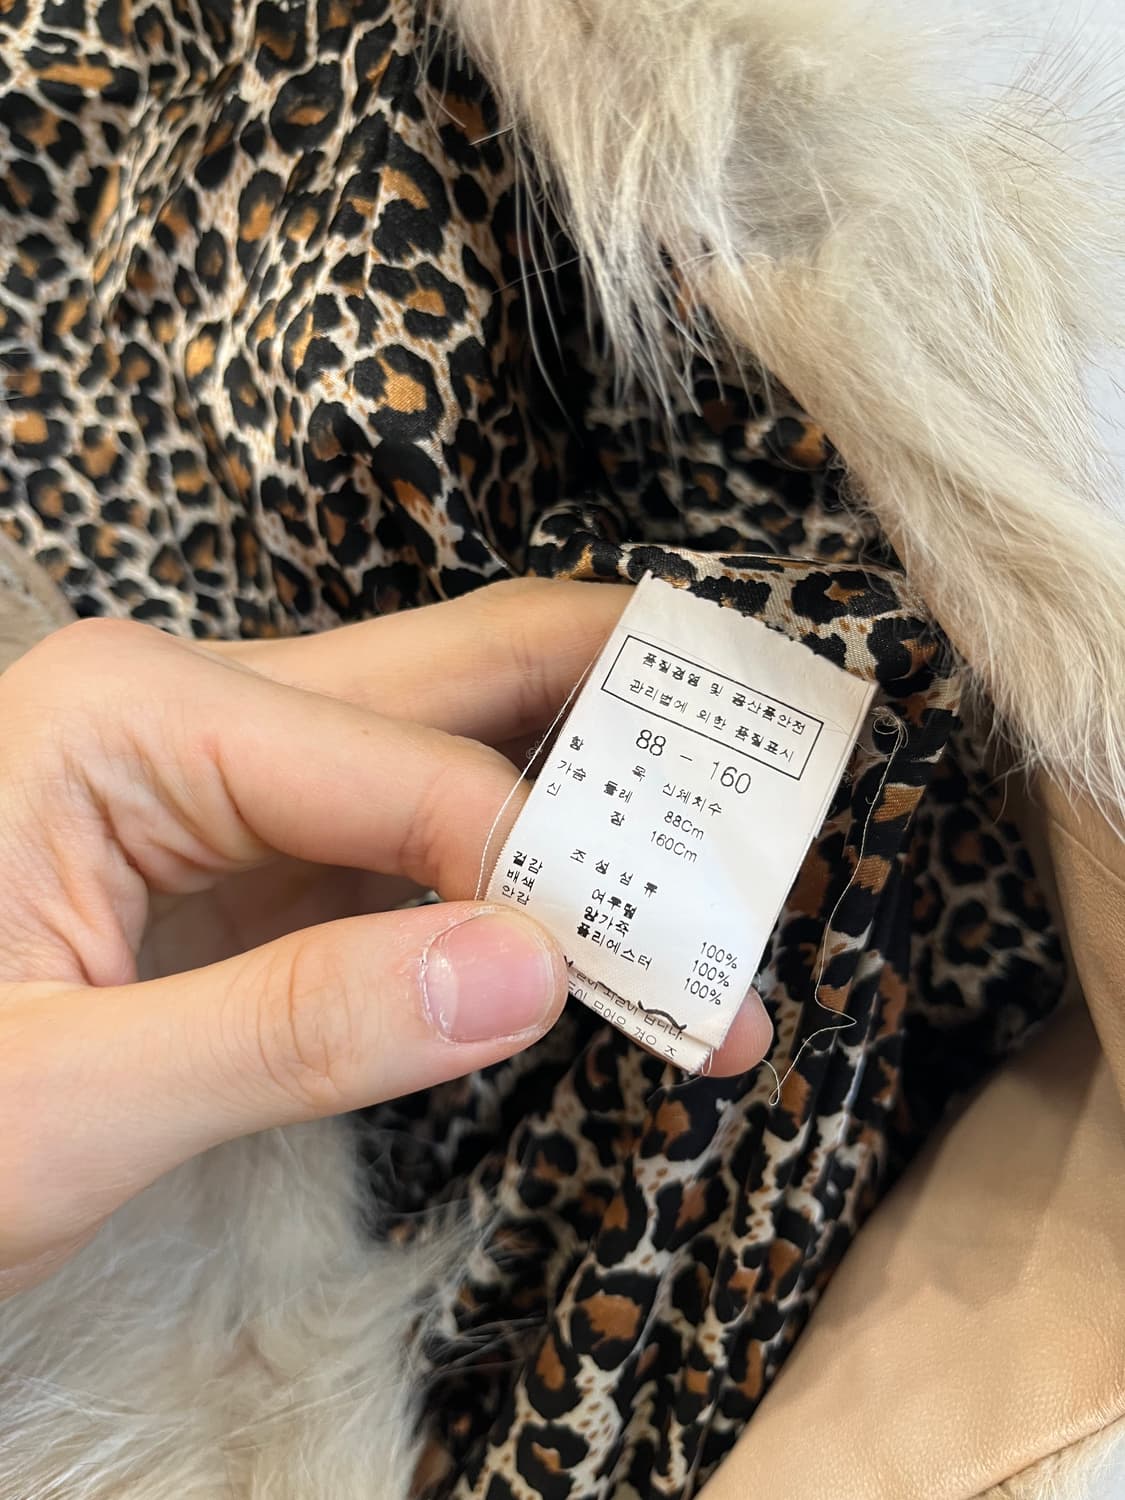 품질경영 및 공산품안전
관리법에 의한 품질표시
88 - 160
항 목 신체치수
가슴 둘레 88Cm
신 장 160Cm
조 성 섬 유
겉감 여우털 100%
배색 양가죽 100%
안감 폴리에스터 100%